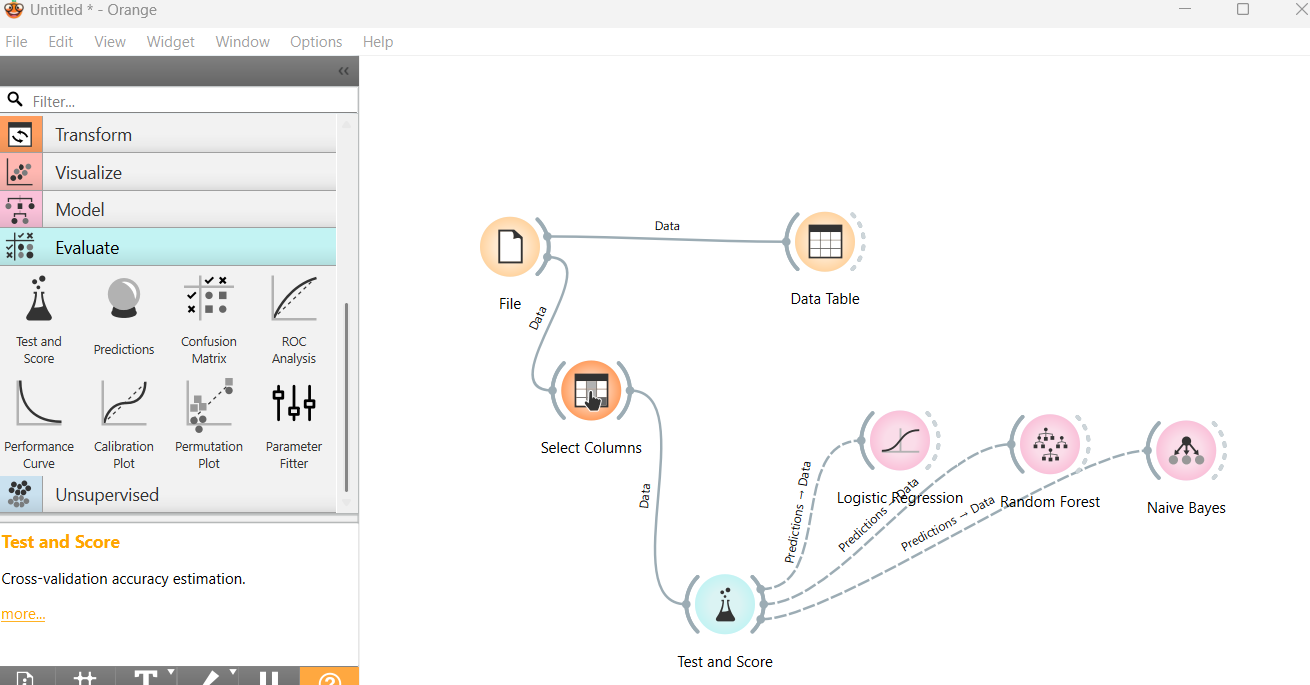 Untitled * - Orange
File Edit View Widget Window Options Help
«
Filter...
Transform
Visualize
Model
Evaluate
Test and Score
Predictions
Confusion Matrix
ROC Analysis
Performance Curve
Calibration Plot
Permutation Plot
Parameter Fitter
Unsupervised
Test and Score
Cross-validation accuracy estimation.
more...
Data
File
Data Table
Data
Select Columns
Data
Predictions → Data
Logistic Regression
Predictions → Data
Random Forest
Predictions → Data
Naive Bayes
Test and Score